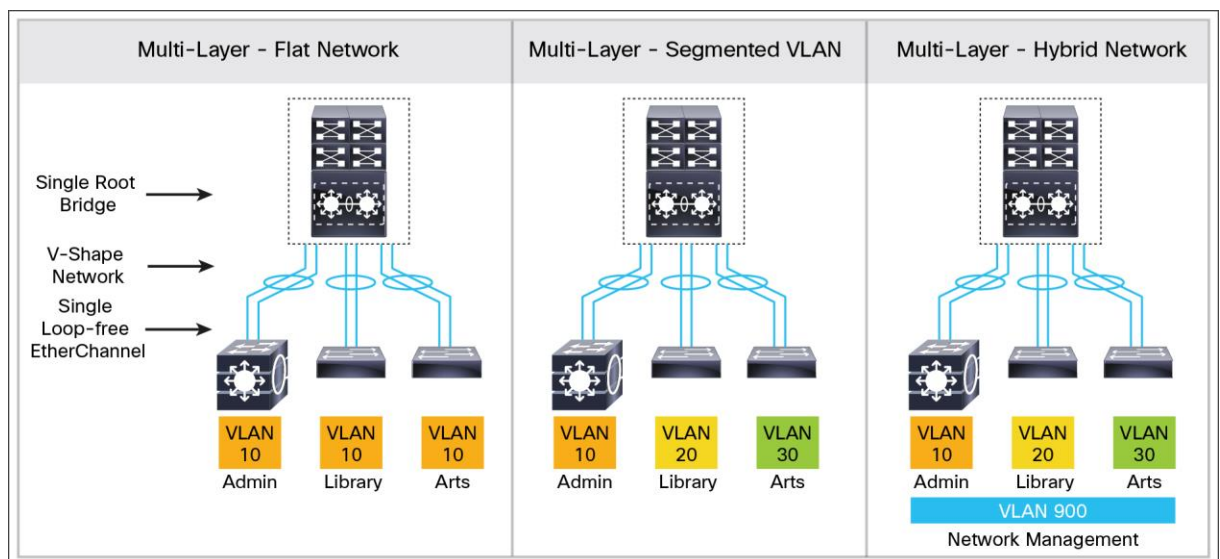 Multi-Layer - Flat Network
Single Root
Bridge
V-Shape
Network
Single
Loop-free
EtherChannel
VLAN
10
Admin
VLAN
10
Library
VLAN
10
Arts
Multi-Layer - Segmented VLAN
VLAN
10
Admin
VLAN
20
Library
VLAN
30
Arts
Multi-Layer - Hybrid Network
VLAN
10
Admin
VLAN
20
Library
VLAN
30
Arts
VLAN 900
Network Management